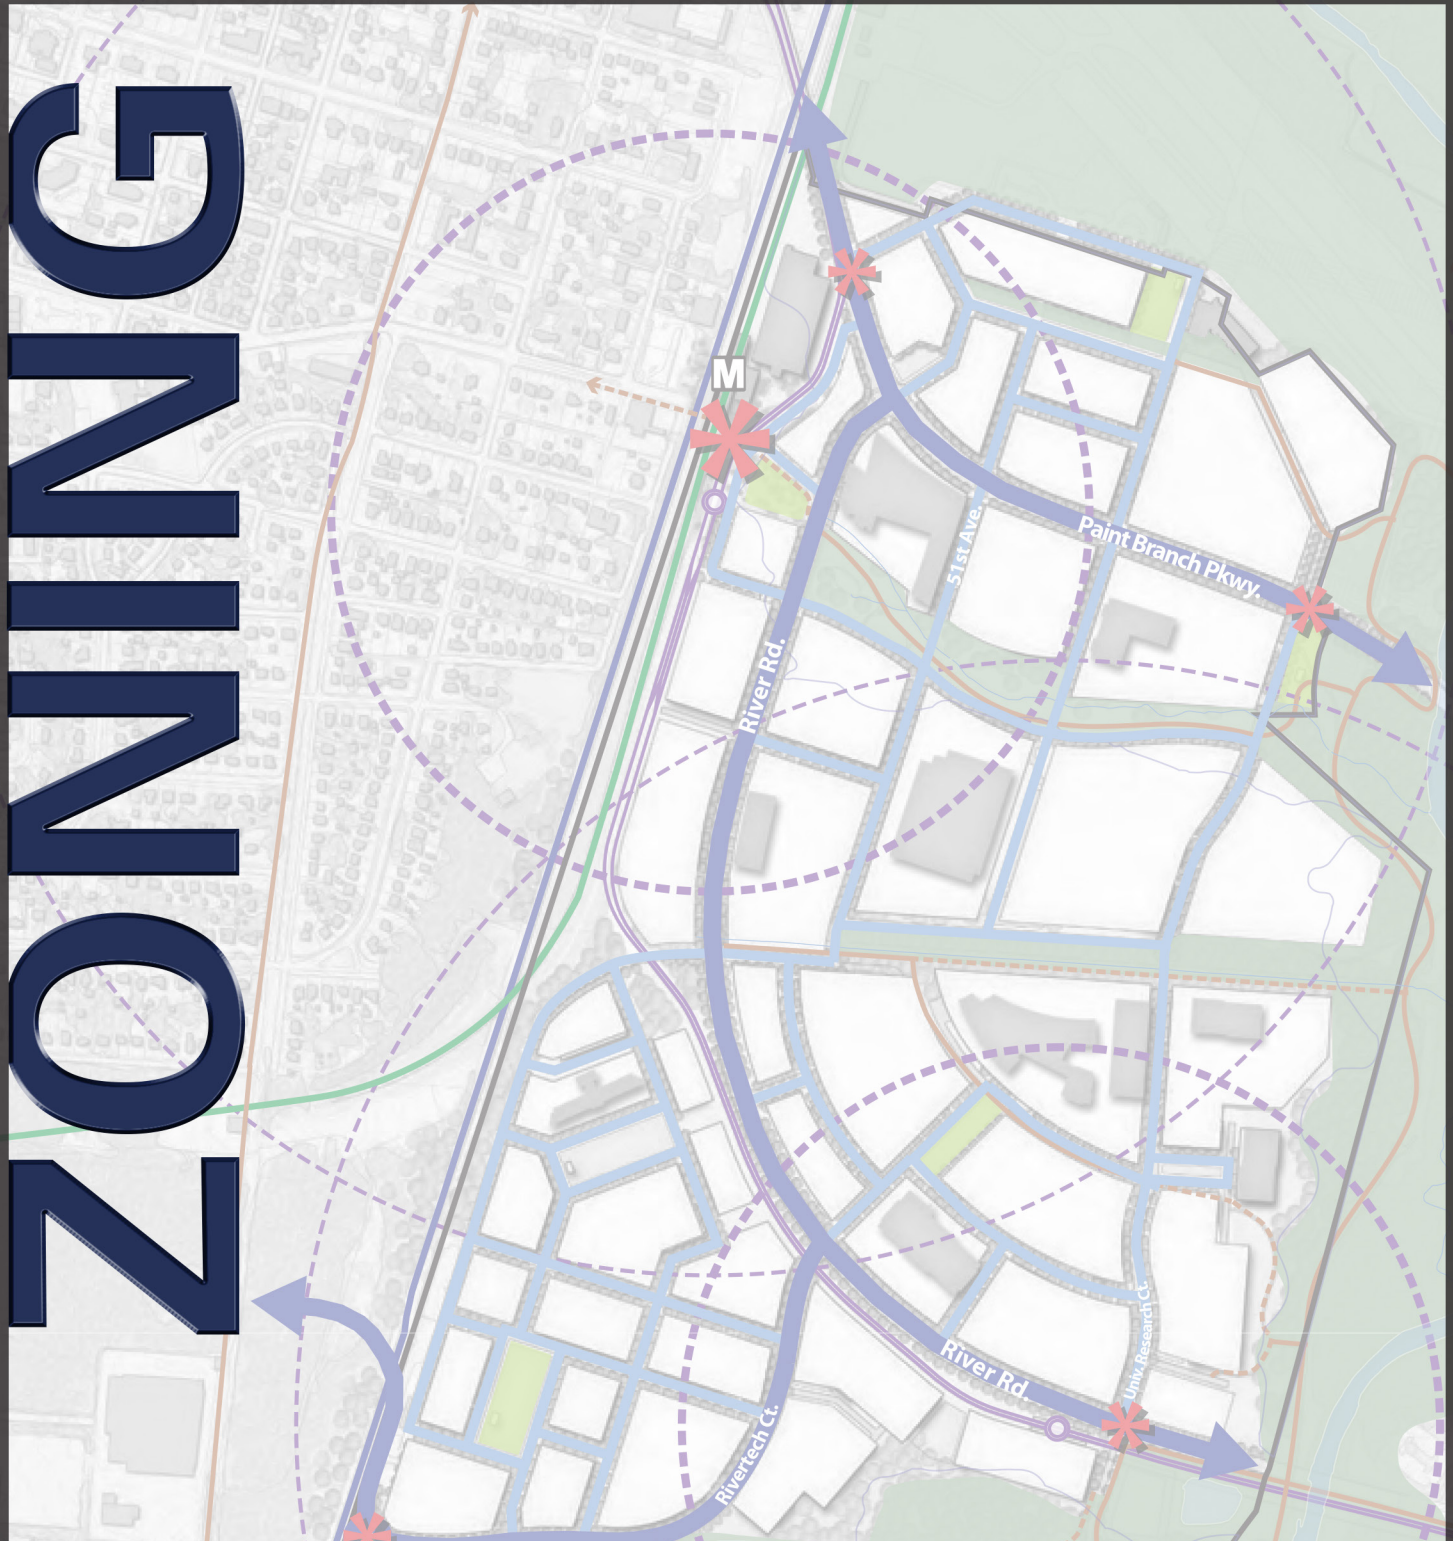 ZONING
M
51st Ave.
Paint Branch Pkwy.
River Rd.
River Rd.
Univ. Research Ct.
Rivertech Ct.